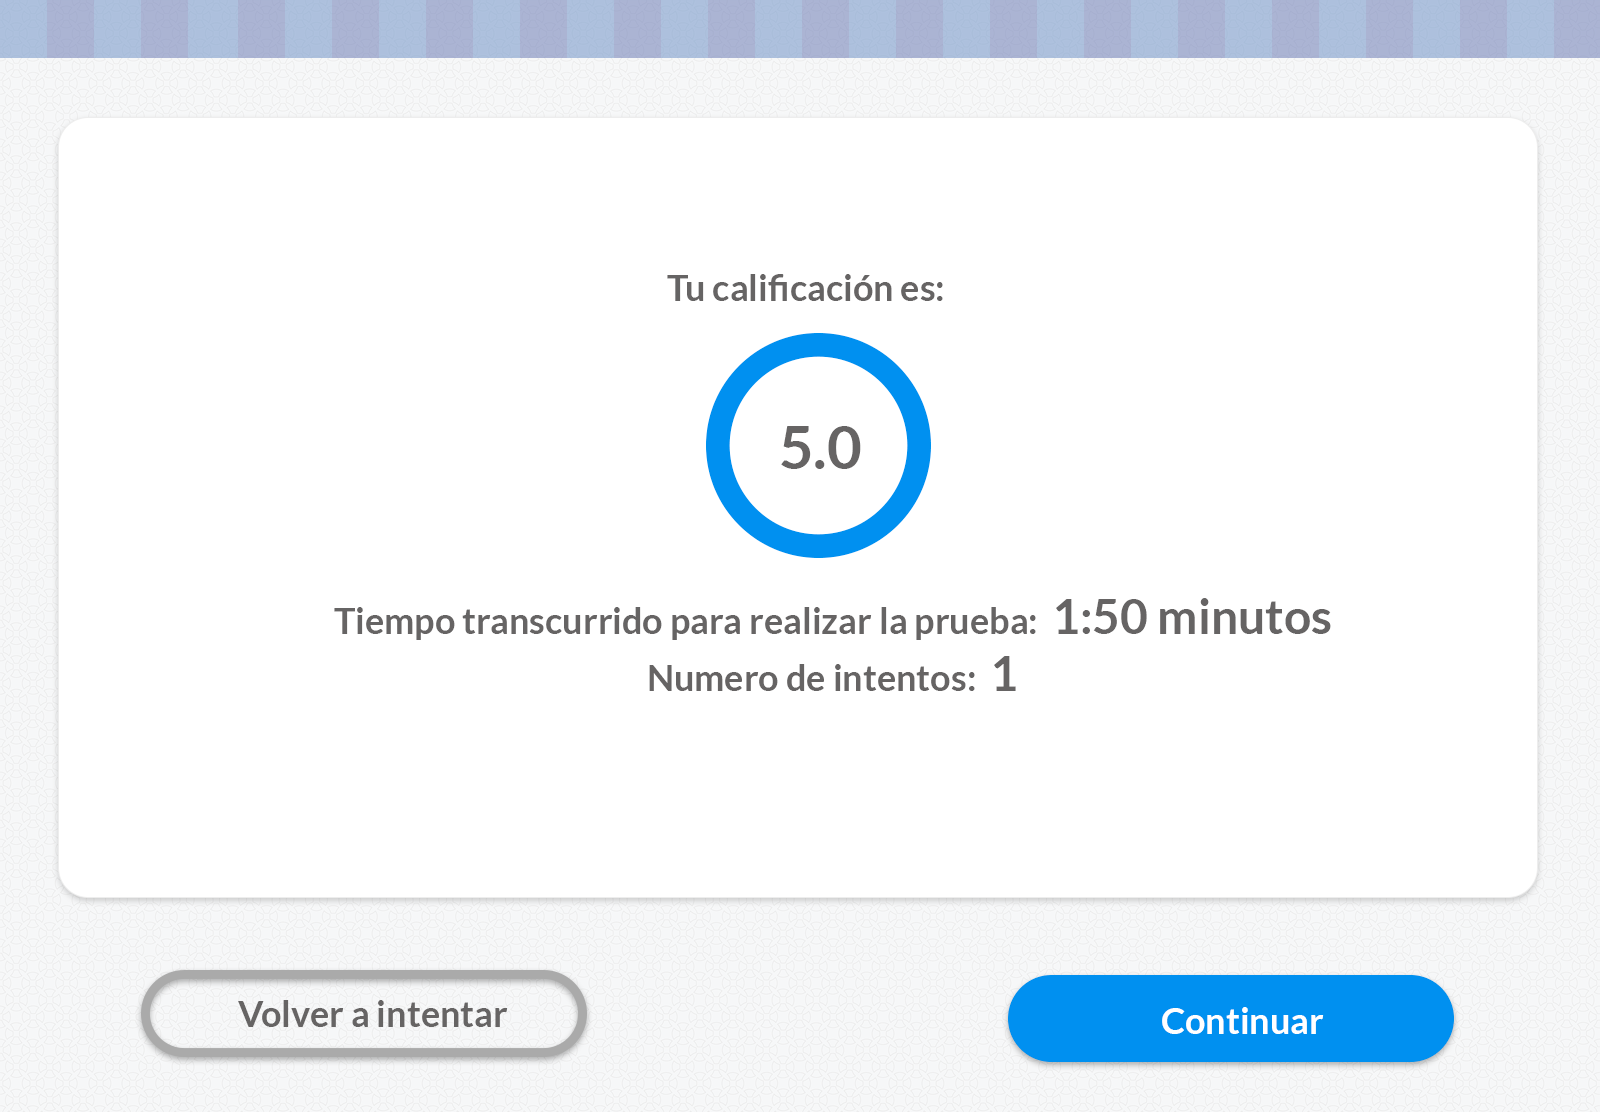 Tu calificación es:
5.0
Tiempo transcurrido para realizar la prueba: 1:50 minutos
Numero de intentos: 1
Volver a intentar
Continuar